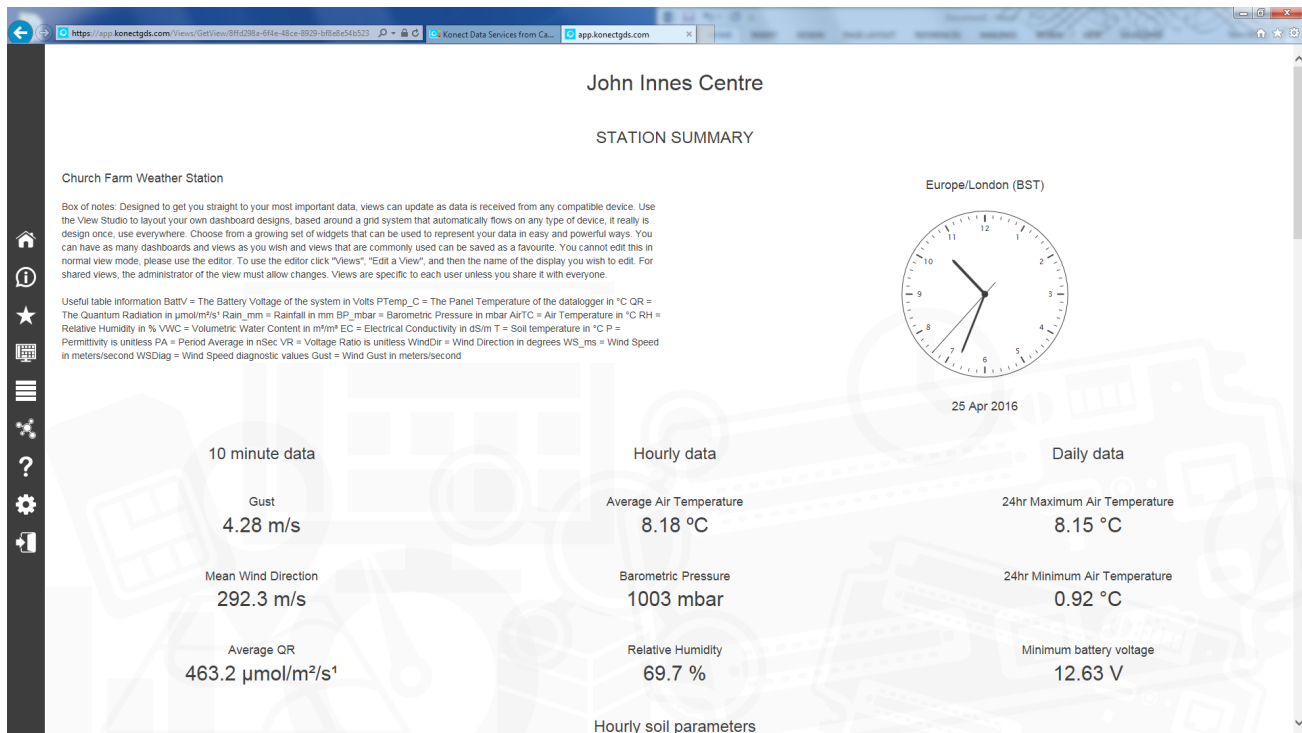 https://app.konectgds.com/Views/GetView/8ffd298a-6f4e-48ce-8929-bf8e8e54b523
Konect Data Services from Ca...
app.konectgds.com
John Innes Centre
STATION SUMMARY
Church Farm Weather Station
Box of notes: Designed to get you straight to your most important data, views can update as data is received from any compatible device. Use
the View Studio to layout your own dashboard designs, based around a grid system that automatically flows on any type of device, it really is
design once, use everywhere. Choose from a growing set of widgets that can be used to represent your data in easy and powerful ways. You
can have as many dashboards and views as you wish and views that are commonly used can be saved as a favourite. You cannot edit this in
normal view mode, please use the editor. To use the editor click "Views", "Edit a View", and then the name of the display you wish to edit. For
shared views, the administrator of the view must allow changes. Views are specific to each user unless you share it with everyone.
Useful table information BattV = The Battery Voltage of the system in Volts PTemp_C = The Panel Temperature of the datalogger in °C QR =
The Quantum Radiation in µmol/m²/s¹ Rain_mm = Rainfall in mm BP_mbar = Barometric Pressure in mbar AirTC = Air Temperature in °C RH =
Relative Humidity in % VWC = Volumetric Water Content in m³/m³ EC = Electrical Conductivity in dS/m T = Soil temperature in °C P =
Permittivity is unitless PA = Period Average in nSec VR = Voltage Ratio is unitless WindDir = Wind Direction in degrees WS_ms = Wind Speed
in meters/second WSDiag = Wind Speed diagnostic values Gust = Wind Gust in meters/second
Europe/London (BST)
12
1
2
3
4
5
6
7
8
9
10
11
25 Apr 2016
10 minute data
Gust
4.28 m/s
Mean Wind Direction
292.3 m/s
Average QR
463.2 µmol/m²/s¹
Hourly data
Average Air Temperature
8.18 ºC
Barometric Pressure
1003 mbar
Relative Humidity
69.7 %
Daily data
24hr Maximum Air Temperature
8.15 °C
24hr Minimum Air Temperature
0.92 °C
Minimum battery voltage
12.63 V
Hourly soil parameters